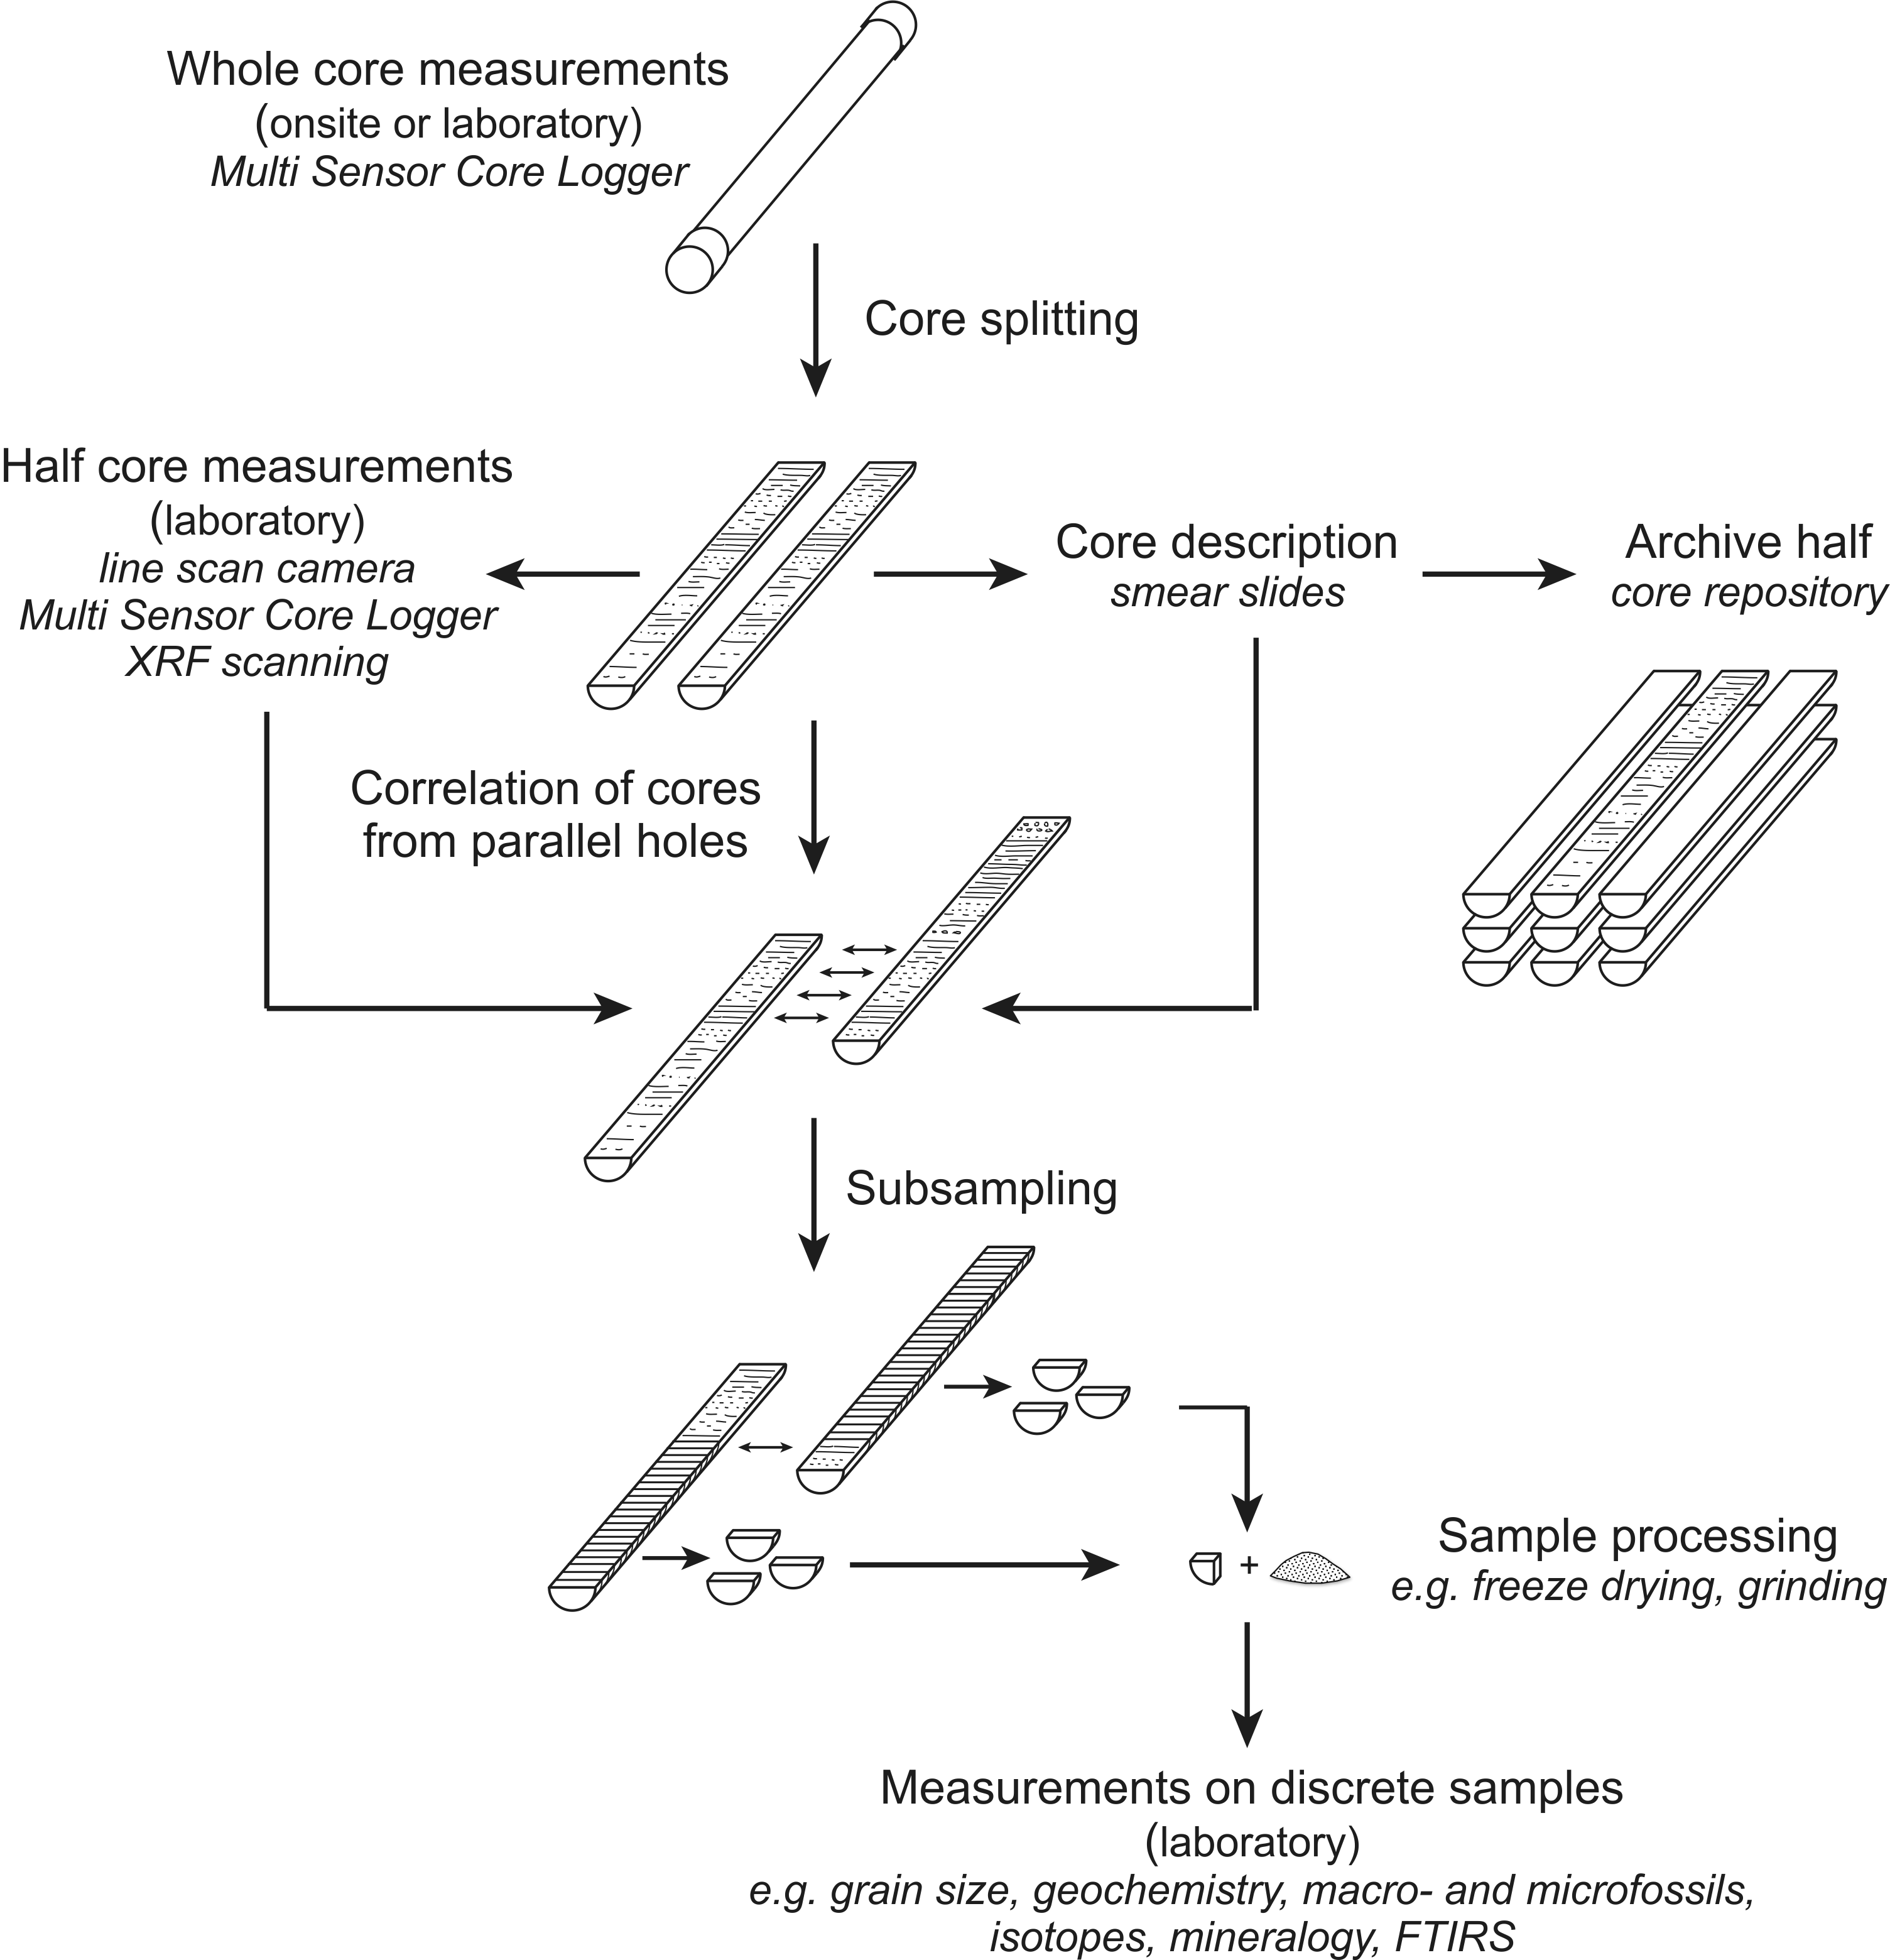 Whole core measurements
(onsite or laboratory)
Multi Sensor Core Logger
Core splitting
Half core measurements
(laboratory)
line scan camera
Multi Sensor Core Logger
XRF scanning
Core description
smear slides
Archive half
core repository
Correlation of cores
from parallel holes
Subsampling
+
Sample processing
e.g. freeze drying, grinding
Measurements on discrete samples
(laboratory)
e.g. grain size, geochemistry, macro- and microfossils,
isotopes, mineralogy, FTIRS